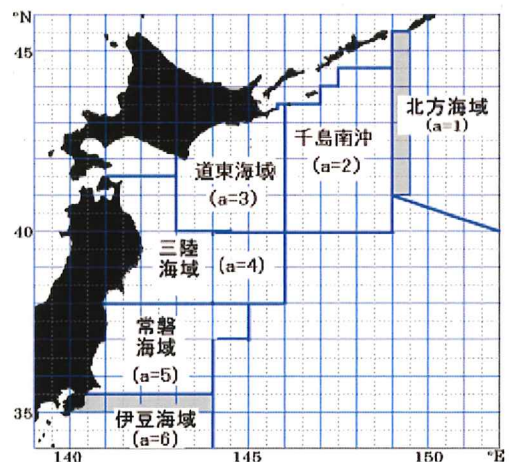 °N
45
北方海域
(a=1)
千島南沖
(a=2)
道東海域
(a=3)
40
三陸
海域
(a=4)
常磐
海域
(a=5)
35
伊豆海域
(a=6)
140
145
150
°E